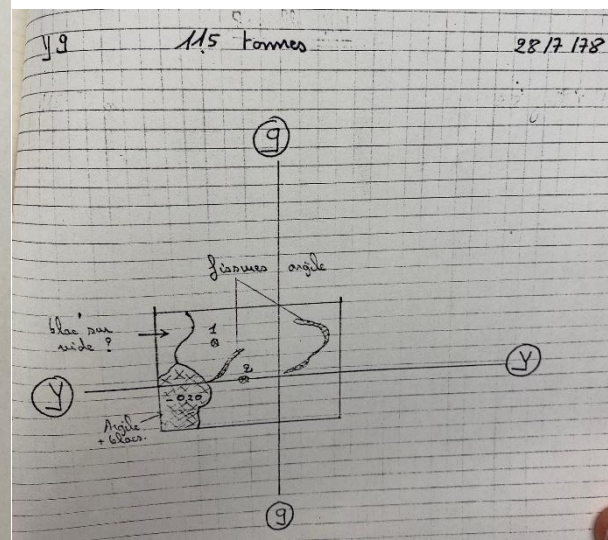 y9 115 tonnes 28/7/78
9
fissures argile
bloc sur
vide ?
1
2
Y
Y
- 0,20
Argile
+ blocs.
9